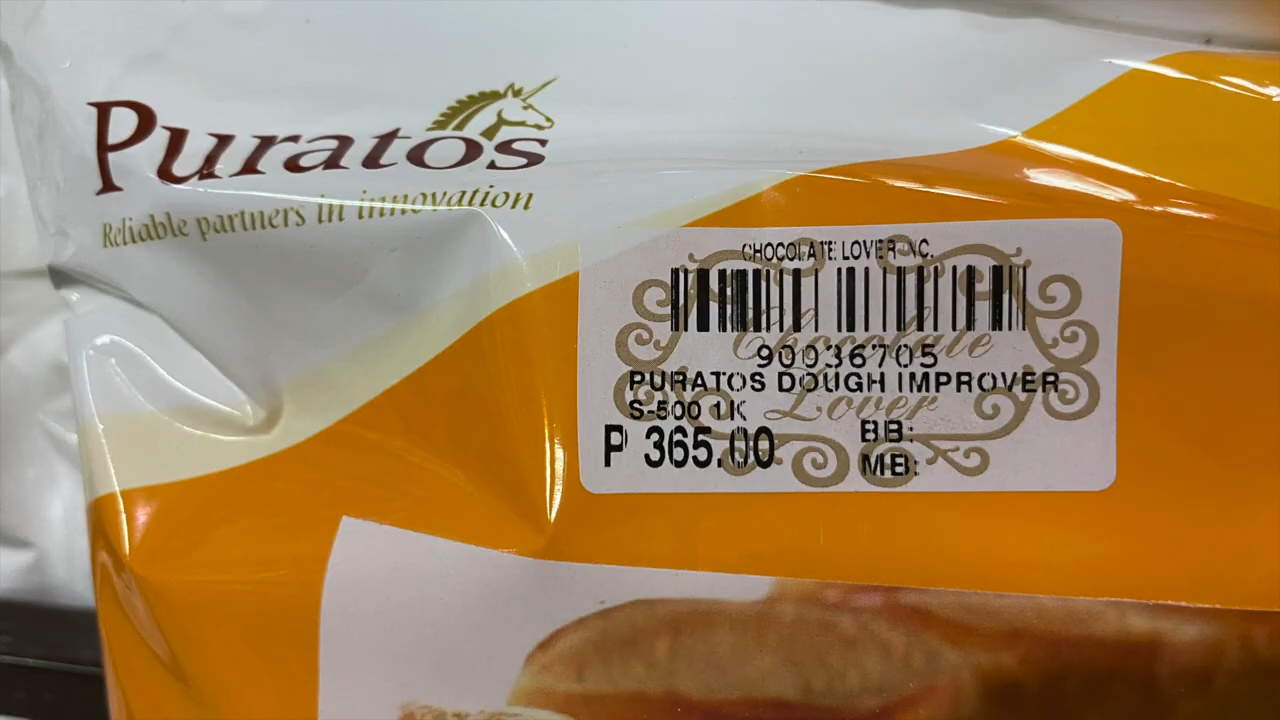 Puratos
Reliable partners in innovation
CHOCOLATE LOVER INC.
Chocolate
90036705
PURATOS DOUGH IMPROVER
S-500 1K
Lover
P 365.00
BB:
MB: